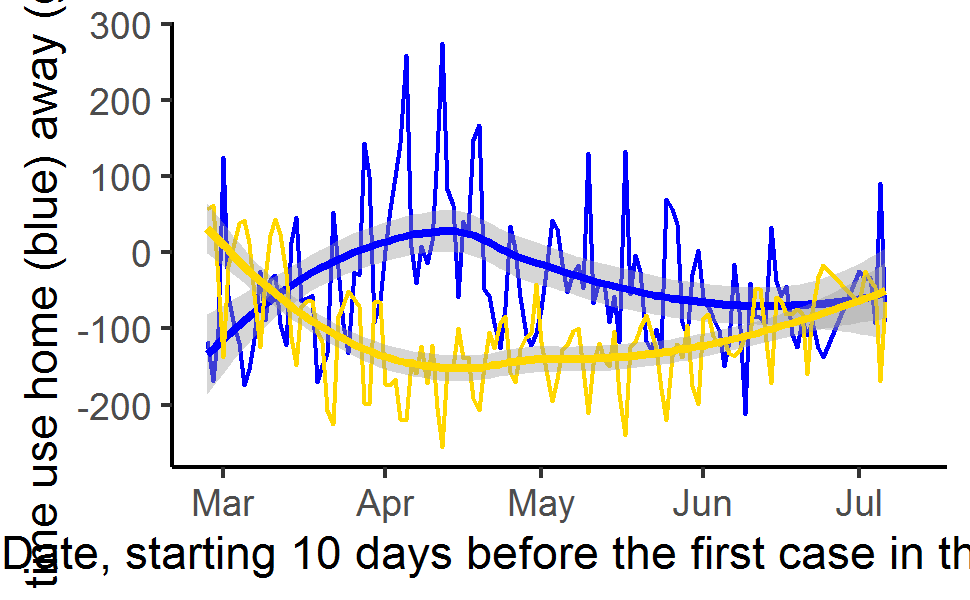 300
200
100
0
-100
-200
time use home (blue) away (
Mar Apr May Jun Jul
Date, starting 10 days before the first case in th